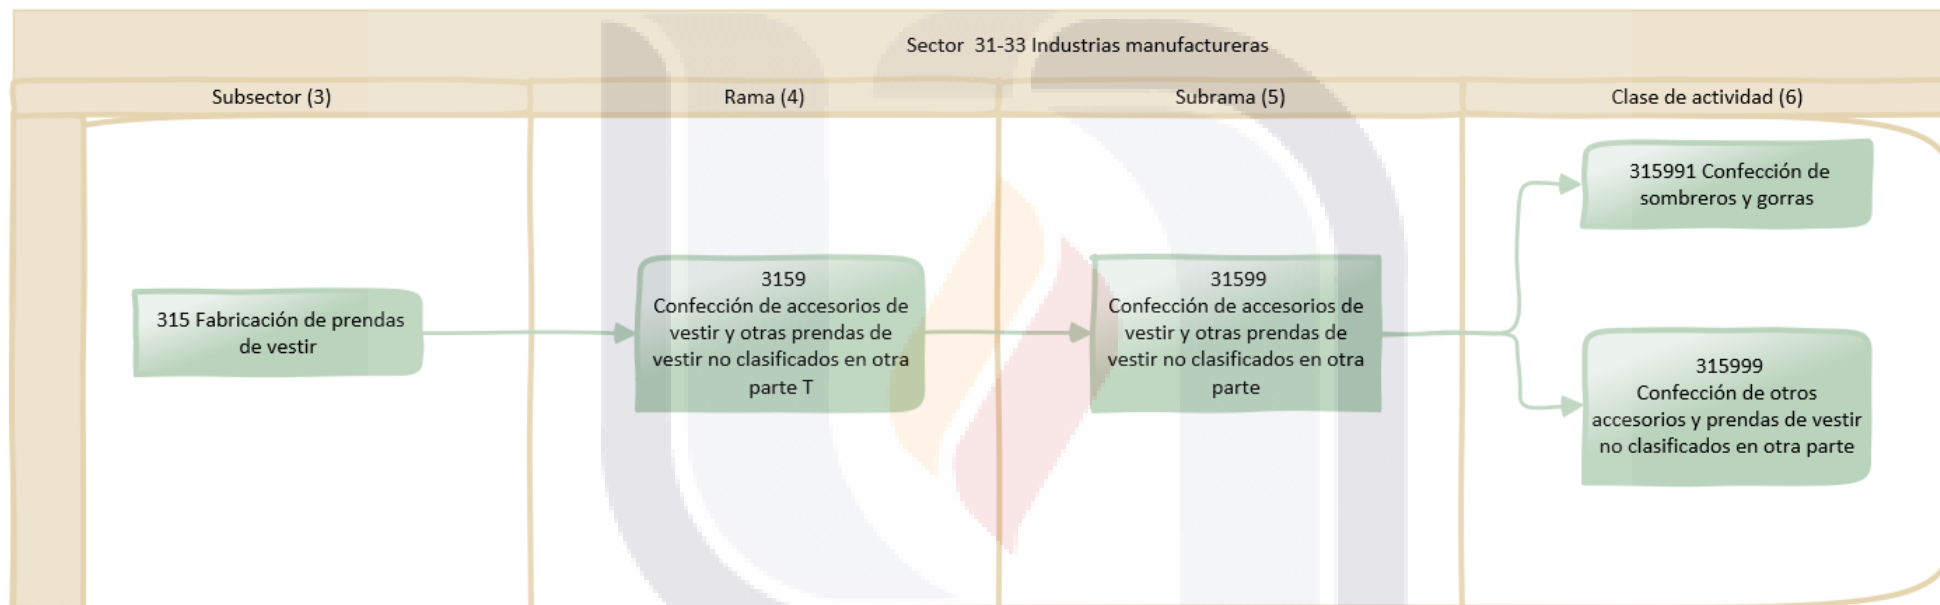 Sector  31-33 Industrias manufactureras
Subsector (3)
Rama (4)
Subrama (5)
Clase de actividad (6)
315 Fabricación de prendas
de vestir
3159
Confección de accesorios de
vestir y otras prendas de
vestir no clasificados en otra
parte T
31599
Confección de accesorios de
vestir y otras prendas de
vestir no clasificados en otra
parte
315991 Confección de
sombreros y gorras
315999
Confección de otros
accesorios y prendas de vestir
no clasificados en otra parte